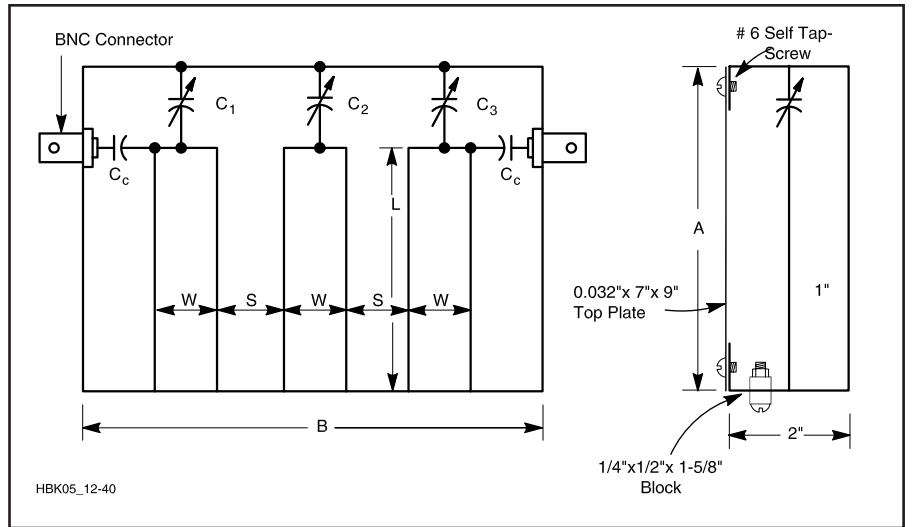 BNC Connector
# 6 Self Tap-
Screw
C1
C2
C3
Cc
Cc
L
A
W
S
W
S
W
0.032"x 7"x 9"
Top Plate
1"
B
2"
1/4"x1/2"x 1-5/8"
Block
HBK05_12-40